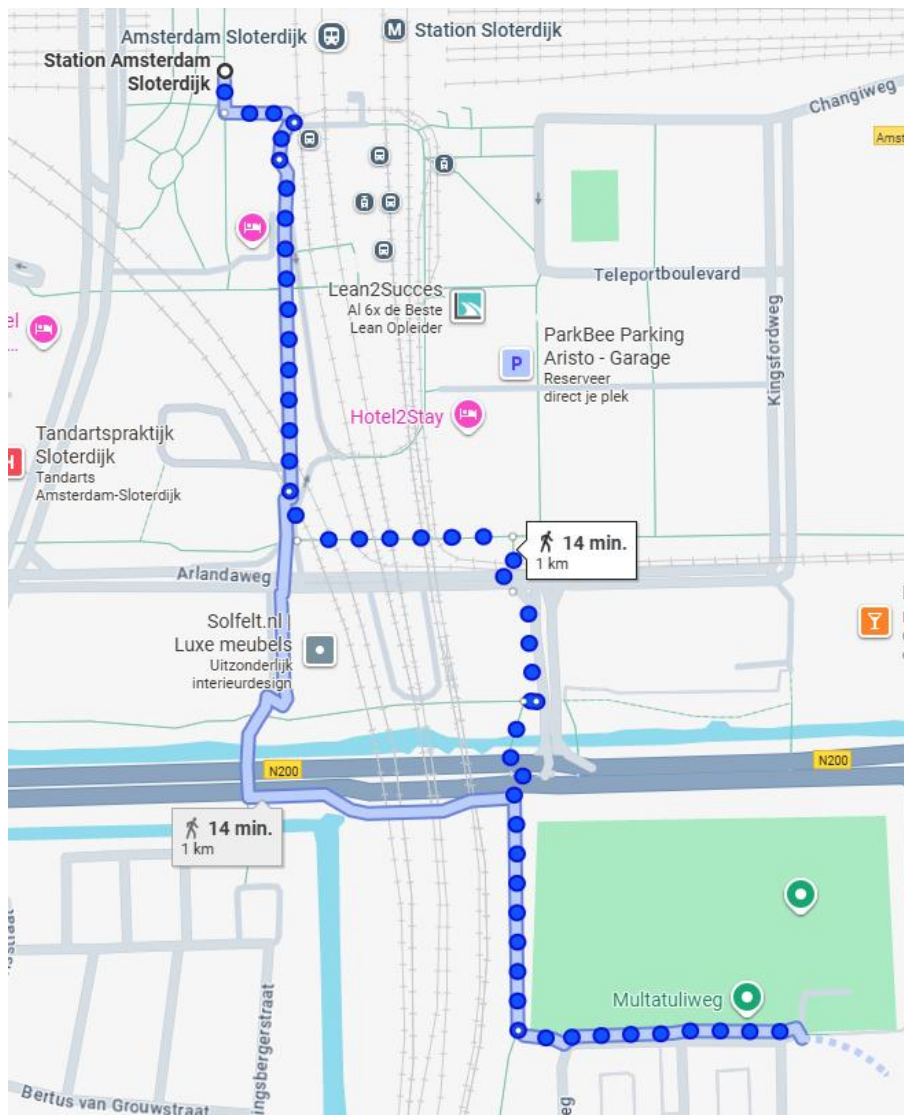 Amsterdam Sloterdijk
M Station Sloterdijk
Station Amsterdam
Sloterdijk
Changiweg
Amst
Teleportboulevard
Lean2Succes
Al 6x de Beste
Lean Opleider
el
ParkBee Parking
Aristo - Garage
Reserveer
direct je plek
P
Kingsfordweg
Hotel2Stay
Tandartspraktijk
Sloterdijk
Tandarts
Amsterdam-Sloterdijk
H
14 min.
1 km
Arlandaweg
Solfelt.nl |
Luxe meubels
Uitzonderlijk
interieurdesign
N200
N200
14 min.
1 km
Multatuliweg
ingsbergerstraat
Bertus van Grouwstraat
eg